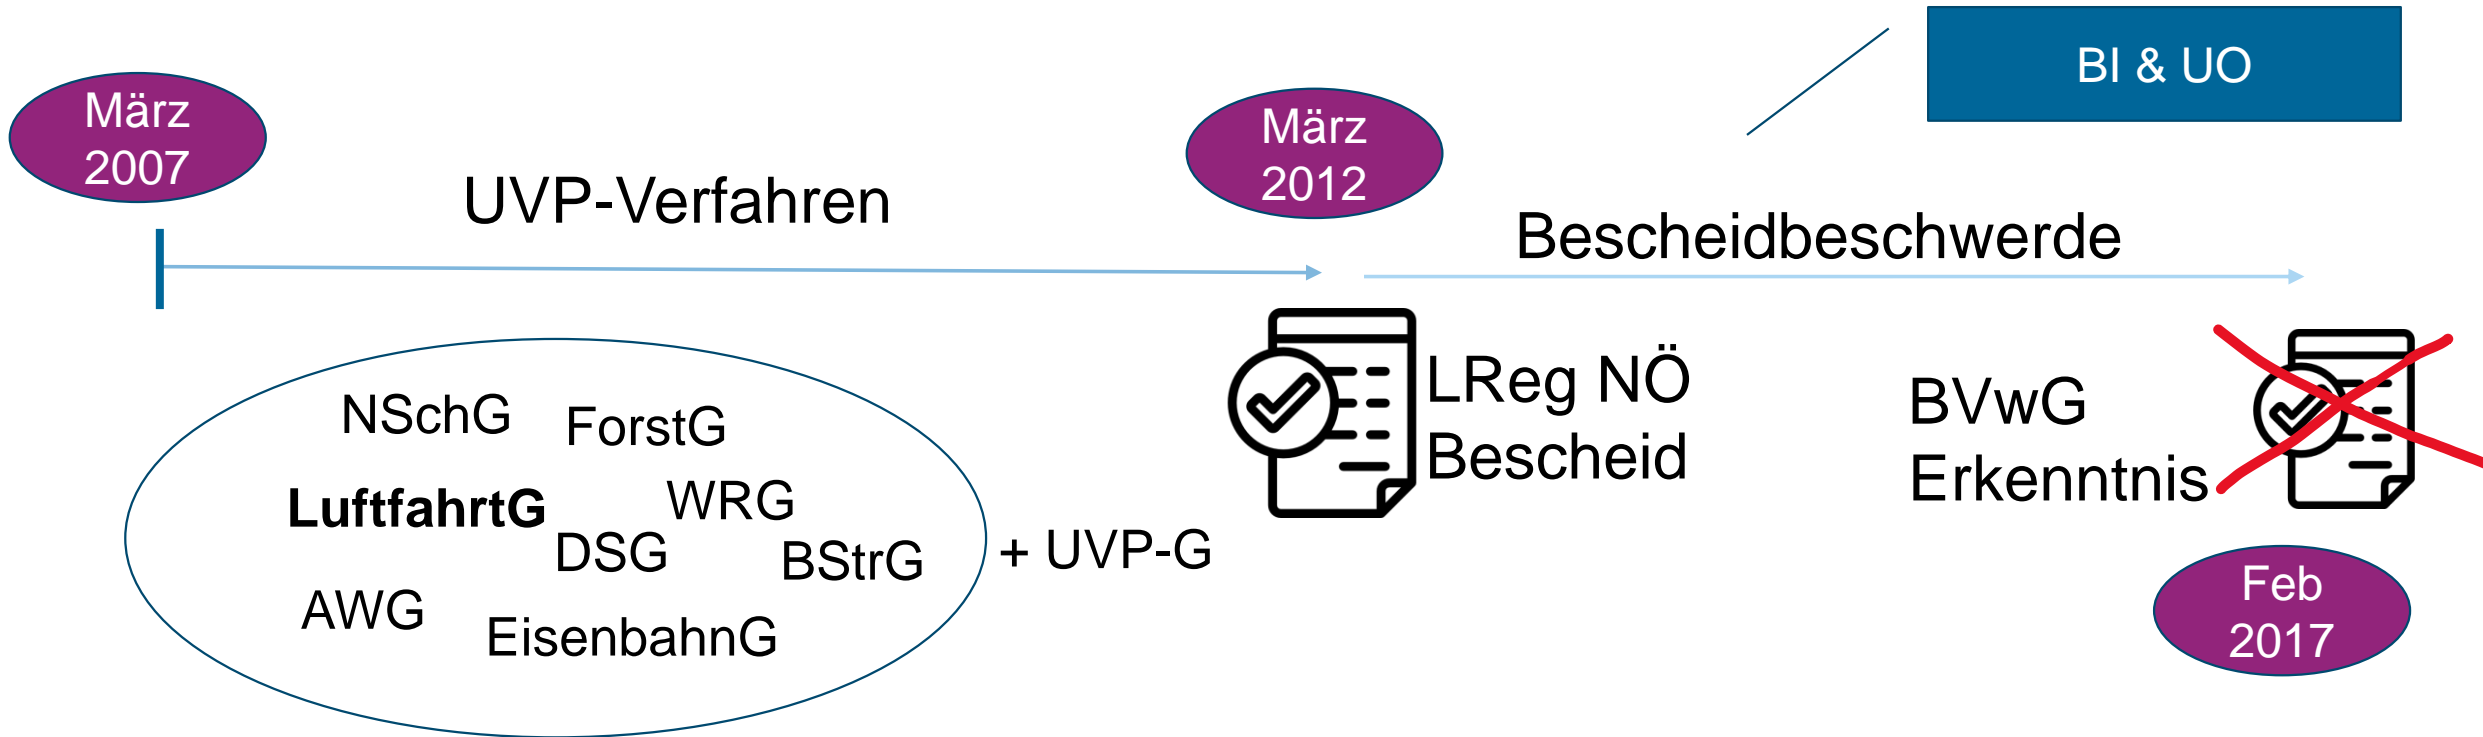 BI & UO
März
2007
März
2012
UVP-Verfahren
Bescheidbeschwerde
LReg NÖ
Bescheid
BVwG
Erkenntnis
NSchG
ForstG
LuftfahrtG
WRG
DSG
BStrG
+ UVP-G
AWG
EisenbahnG
Feb
2017